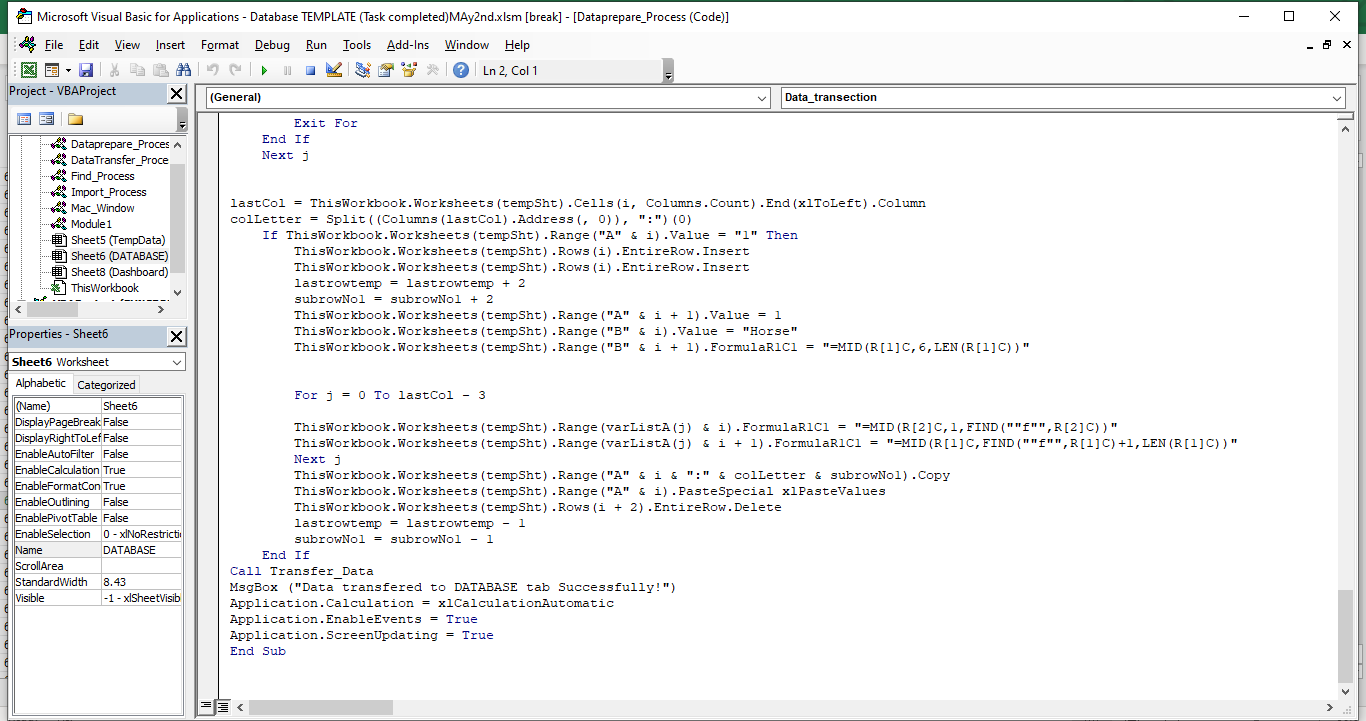 Microsoft Visual Basic for Applications - Database TEMPLATE (Task completed)MAy2nd.xlsm [break] - [Dataprepare_Process (Code)]
File Edit View Insert Format Debug Run Tools Add-Ins Window Help
Ln 2, Col 1
Project - VBAProject
Dataprepare_Proces
DataTransfer_Proce
Find_Process
Import_Process
Mac_Window
Module1
Sheet5 (TempData)
Sheet6 (DATABASE)
Sheet8 (Dashboard)
ThisWorkbook
Properties - Sheet6
Sheet6 Worksheet
Alphabetic Categorized
(Name) Sheet6
DisplayPageBreak False
DisplayRightToLef False
EnableAutoFilter False
EnableCalculation True
EnableFormatCon True
EnableOutlining False
EnablePivotTable False
EnableSelection 0 - xlNoRestricti
Name DATABASE
ScrollArea
StandardWidth 8.43
Visible -1 - xlSheetVisib
(General) Data_transection
Exit For
End If
Next j
lastCol = ThisWorkbook.Worksheets(tempSht).Cells(i, Columns.Count).End(xlToLeft).Column
colLetter = Split((Columns(lastCol).Address(, 0)), ":")(0)
If ThisWorkbook.Worksheets(tempSht).Range("A" & i).Value = "1" Then
ThisWorkbook.Worksheets(tempSht).Rows(i).EntireRow.Insert
ThisWorkbook.Worksheets(tempSht).Rows(i).EntireRow.Insert
lastrowtemp = lastrowtemp + 2
subrowNo1 = subrowNo1 + 2
ThisWorkbook.Worksheets(tempSht).Range("A" & i + 1).Value = 1
ThisWorkbook.Worksheets(tempSht).Range("B" & i).Value = "Horse"
ThisWorkbook.Worksheets(tempSht).Range("B" & i + 1).FormulaR1C1 = "=MID(R[1]C,6,LEN(R[1]C))"
For j = 0 To lastCol - 3
ThisWorkbook.Worksheets(tempSht).Range(varListA(j) & i).FormulaR1C1 = "=MID(R[2]C,1,FIND(""f"",R[2]C))"
ThisWorkbook.Worksheets(tempSht).Range(varListA(j) & i + 1).FormulaR1C1 = "=MID(R[1]C,FIND(""f"",R[1]C)+1,LEN(R[1]C))"
Next j
ThisWorkbook.Worksheets(tempSht).Range("A" & i & ":" & colLetter & subrowNo1).Copy
ThisWorkbook.Worksheets(tempSht).Range("A" & i).PasteSpecial xlPasteValues
ThisWorkbook.Worksheets(tempSht).Rows(i + 2).EntireRow.Delete
lastrowtemp = lastrowtemp - 1
subrowNo1 = subrowNo1 - 1
End If
Call Transfer_Data
MsgBox ("Data transfered to DATABASE tab Successfully!")
Application.Calculation = xlCalculationAutomatic
Application.EnableEvents = True
Application.ScreenUpdating = True
End Sub